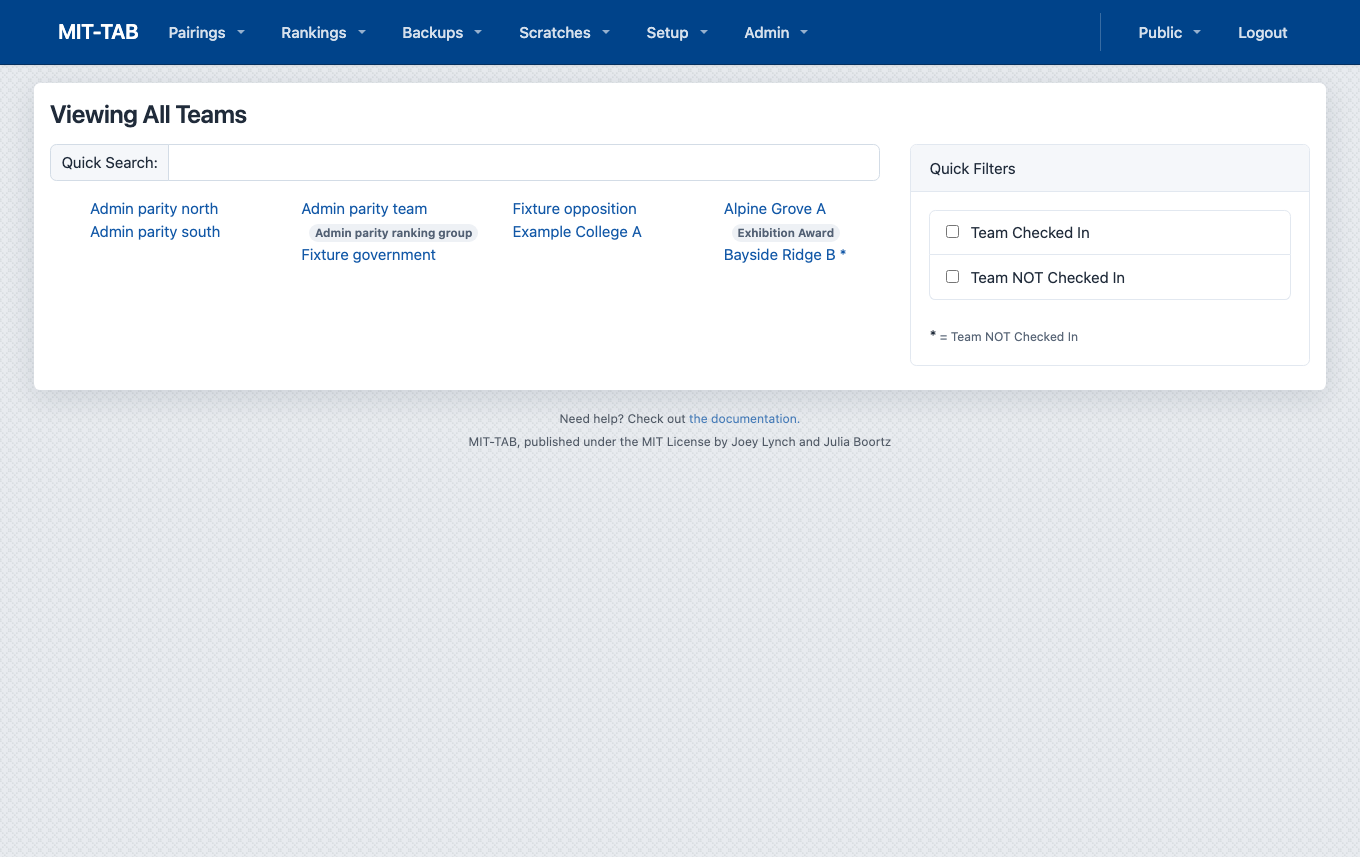 MIT-TAB Pairings Rankings Backups Scratches Setup Admin Public Logout
Viewing All Teams
Quick Search:
Admin parity north
Admin parity south
Admin parity team
Admin parity ranking group
Fixture government
Fixture opposition
Example College A
Alpine Grove A
Exhibition Award
Bayside Ridge B *
Quick Filters
Team Checked In
Team NOT Checked In
* = Team NOT Checked In
Need help? Check out the documentation.
MIT-TAB, published under the MIT License by Joey Lynch and Julia Boortz